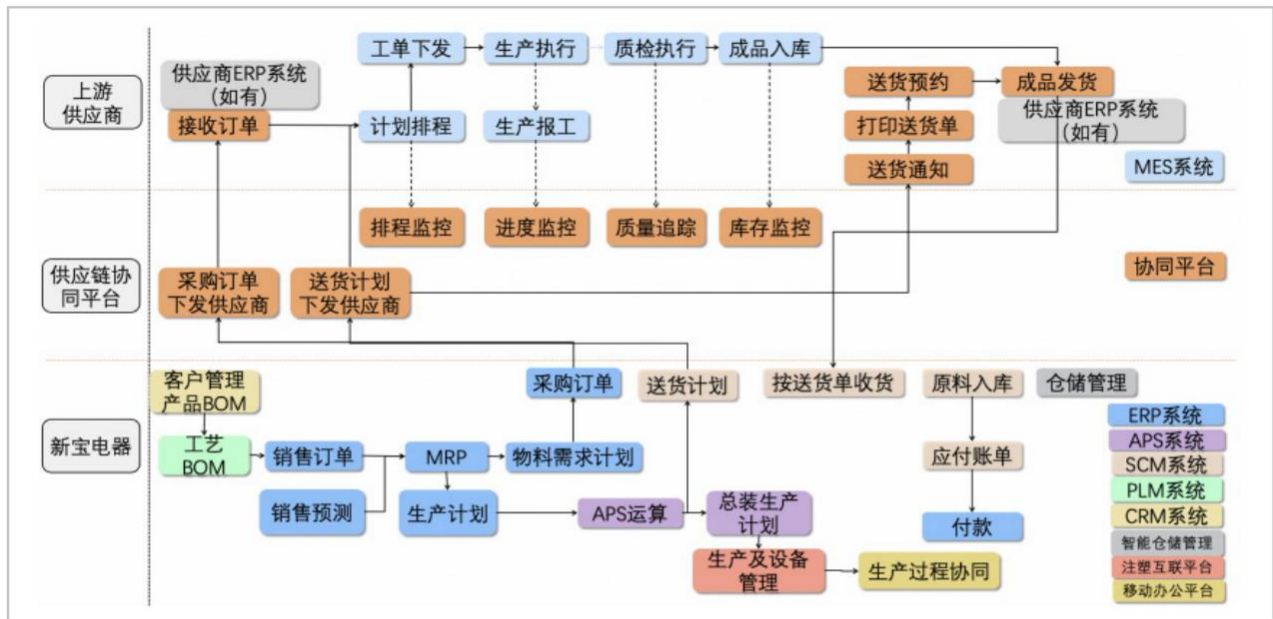 工单下发
生产执行
质检执行
成品入库
供应商ERP系统
（如有）
送货预约
成品发货
上游
供应商
接收订单
计划排程
生产报工
打印送货单
供应商ERP系统
（如有）
送货通知
MES系统
排程监控
进度监控
质量追踪
库存监控
供应链协
同平台
采购订单
下发供应商
送货计划
下发供应商
协同平台
客户管理
产品BOM
采购订单
送货计划
按送货单收货
原料入库
仓储管理
新宝电器
工艺
BOM
销售订单
MRP
物料需求计划
应付账单
销售预测
生产计划
APS运算
总装生产
计划
付款
生产及设备
管理
生产过程协同
ERP系统
APS系统
SCM系统
PLM系统
CRM系统
智能仓储管理
注塑互联平台
移动办公平台